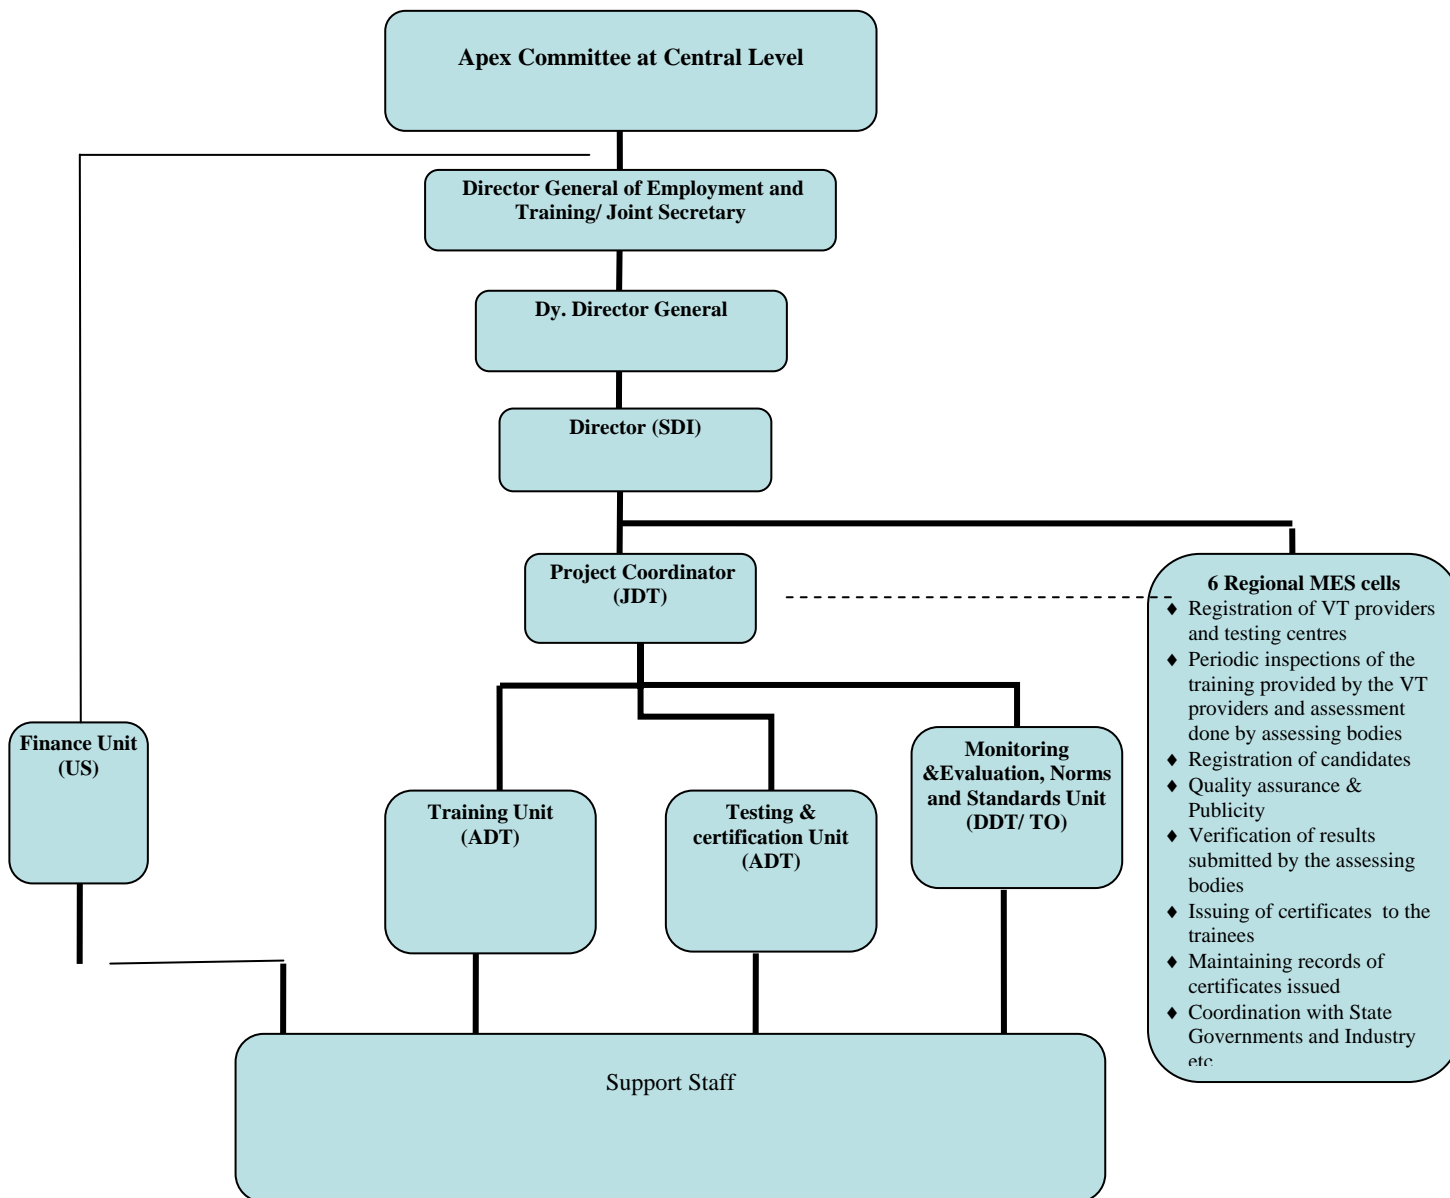 Apex Committee at Central Level
Director General of Employment and
Training/ Joint Secretary
Dy. Director General
Director (SDI)
Project Coordinator
(JDT)
6 Regional MES cells
♦ Registration of VT providers
and testing centres
♦ Periodic inspections of the
training provided by the VT
providers and assessment
done by assessing bodies
♦ Registration of candidates
♦ Quality assurance &
Publicity
♦ Verification of results
submitted by the assessing
bodies
♦ Issuing of certificates to the
trainees
♦ Maintaining records of
certificates issued
♦ Coordination with State
Governments and Industry
etc
Finance Unit
(US)
Training Unit
(ADT)
Testing &
certification Unit
(ADT)
Monitoring
&Evaluation, Norms
and Standards Unit
(DDT/ TO)
Support Staff